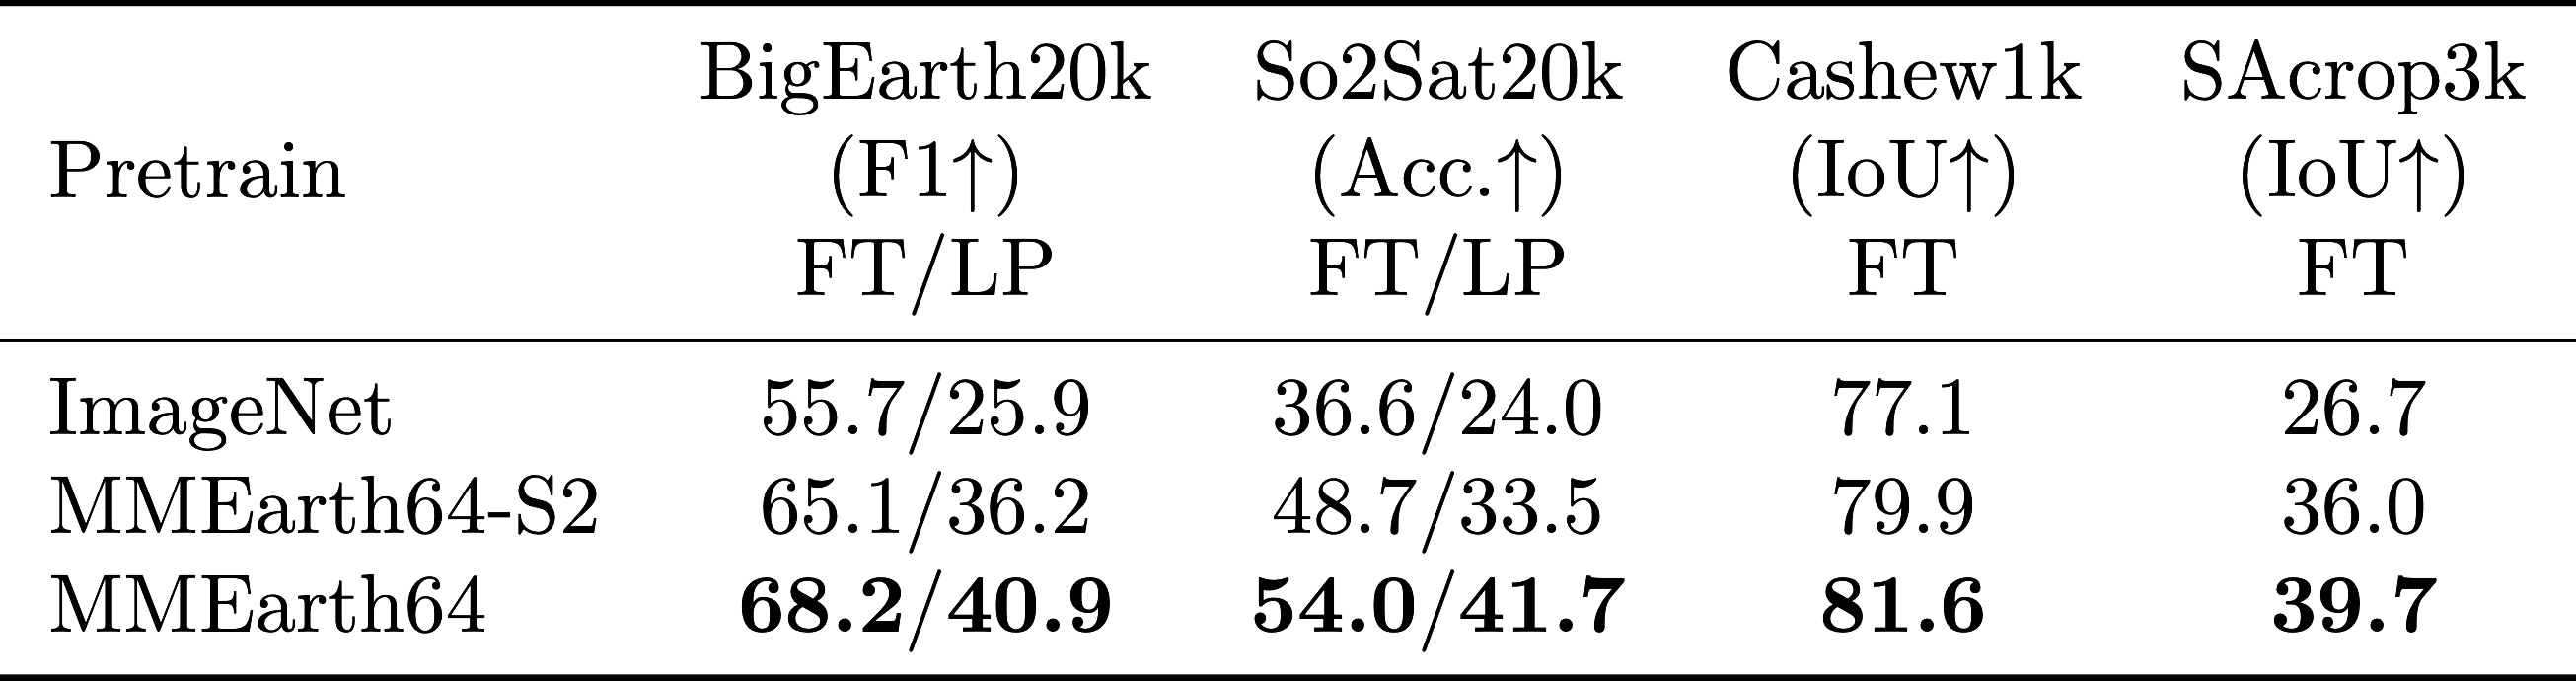 BigEarth20k So2Sat20k Cashew1k SAcrop3k
Pretrain (F1↑) (Acc.↑) (IoU↑) (IoU↑)
FT/LP FT/LP FT FT
ImageNet 55.7/25.9 36.6/24.0 77.1 26.7
MMEarth64-S2 65.1/36.2 48.7/33.5 79.9 36.0
MMEarth64 68.2/40.9 54.0/41.7 81.6 39.7